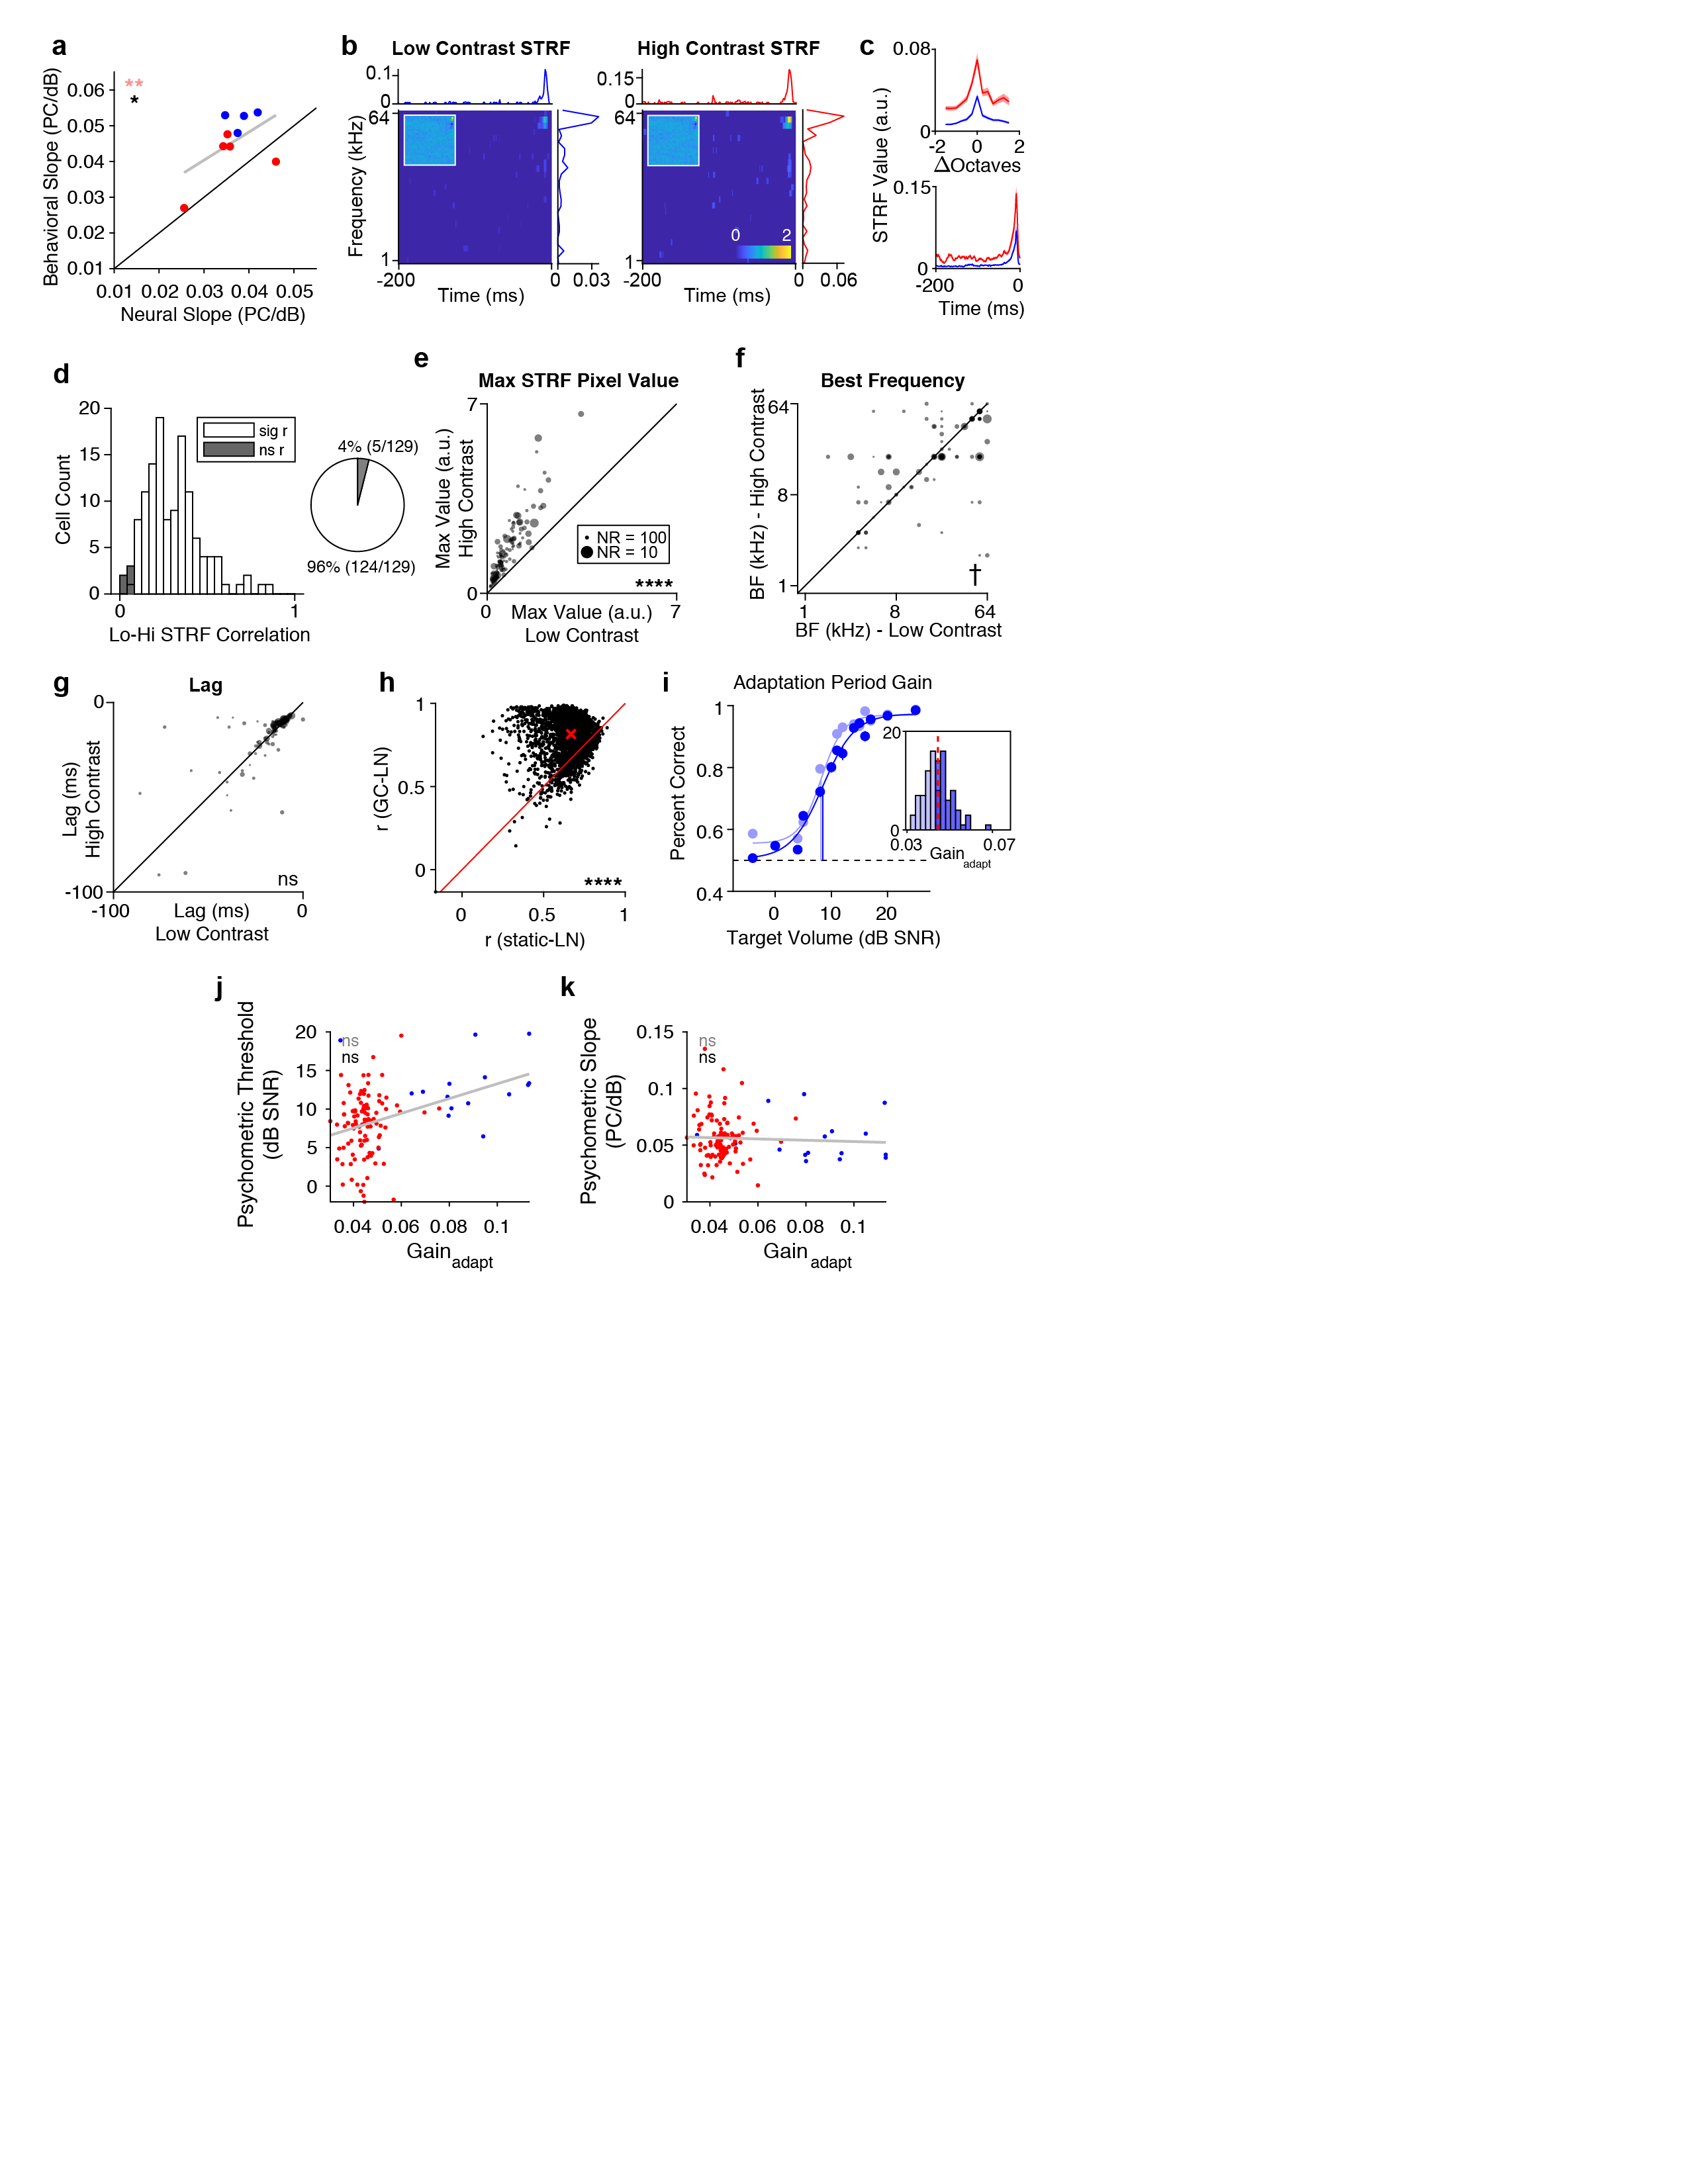 a
Behavioral Slope (PC/dB)
0.06
0.05
0.04
0.03
0.02
0.01
**
*
0.01 0.02 0.03 0.04 0.05
Neural Slope (PC/dB)
b
Low Contrast STRF
0.1
0
64
Frequency (kHz)
1
-200
Time (ms)
0 0.03
High Contrast STRF
0.15
0
64
0 2
1
-200
Time (ms)
0 0.06
c
STRF Value (a.u.)
0.08
0
-2 0 2
ΔOctaves
0.15
0
-200 0
Time (ms)
d
Cell Count
20
15
10
5
0
sig r
ns r
4% (5/129)
96% (124/129)
0 1
Lo-Hi STRF Correlation
e
Max STRF Pixel Value
Max Value (a.u.)
High Contrast
7
0
NR = 100
NR = 10
****
0 Max Value (a.u.) 7
Low Contrast
f
Best Frequency
BF (kHz) - High Contrast
64
8
1
†
1 8 64
BF (kHz) - Low Contrast
g
Lag
Lag (ms)
High Contrast
0
-100
ns
-100 Lag (ms) 0
Low Contrast
h
r (GC-LN)
1
0.5
0
****
0 0.5 1
r (static-LN)
i
Adaptation Period Gain
Percent Correct
1
0.8
0.6
0.4
0 10 20
Target Volume (dB SNR)
20
0
0.03 0.07
Gain adapt
j
Psychometric Threshold
(dB SNR)
20
15
10
5
0
ns
ns
0.04 0.06 0.08 0.1
Gain adapt
k
Psychometric Slope
(PC/dB)
0.15
0.1
0.05
0
ns
ns
0.04 0.06 0.08 0.1
Gain adapt